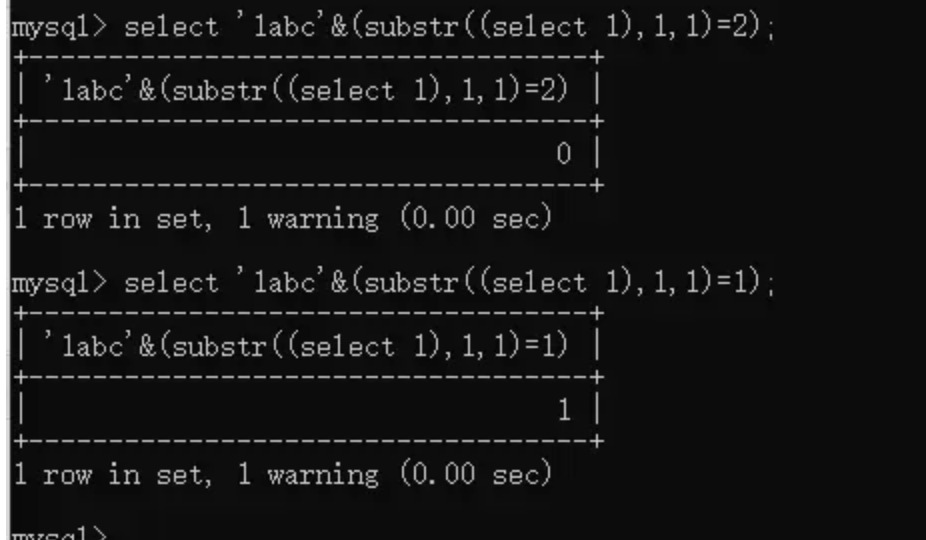 mysql> select '1abc'&(substr((select 1),1,1)=2);
+----------------------------------+
| '1abc'&(substr((select 1),1,1)=2) |
+----------------------------------+
| 0 |
+----------------------------------+
1 row in set, 1 warning (0.00 sec)
mysql> select '1abc'&(substr((select 1),1,1)=1);
+----------------------------------+
| '1abc'&(substr((select 1),1,1)=1) |
+----------------------------------+
| 1 |
+----------------------------------+
1 row in set, 1 warning (0.00 sec)
mysql>